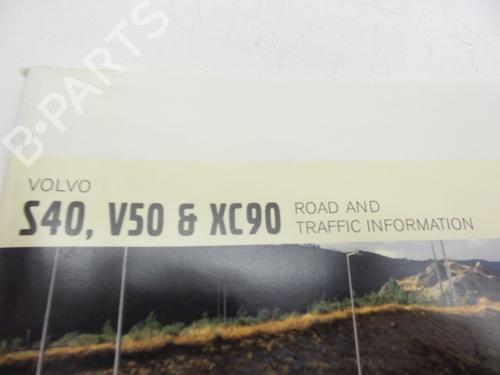 B-PARTS
VOLVO
S40, V50 & XC90 ROAD AND
TRAFFIC INFORMATION